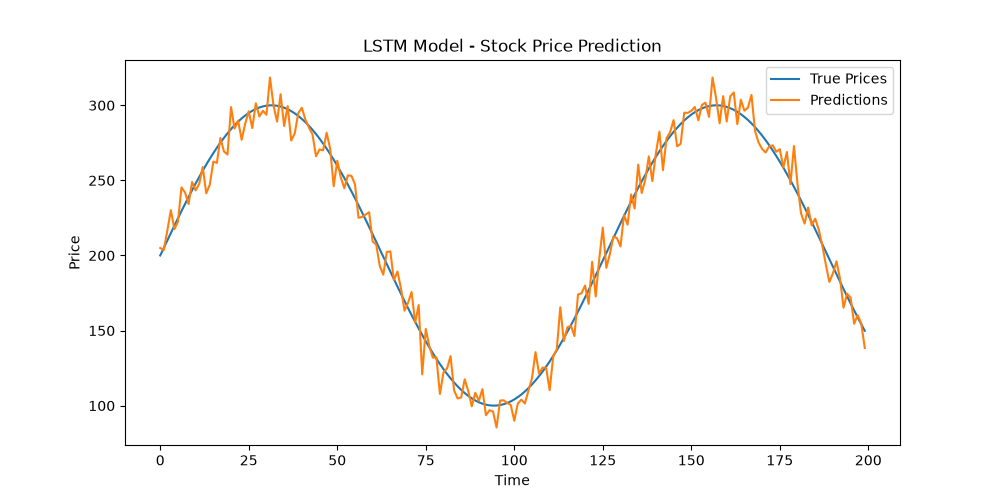 LSTM Model - Stock Price Prediction
True Prices
Predictions
Price
300
250
200
150
100
0 25 50 75 100 125 150 175 200
Time